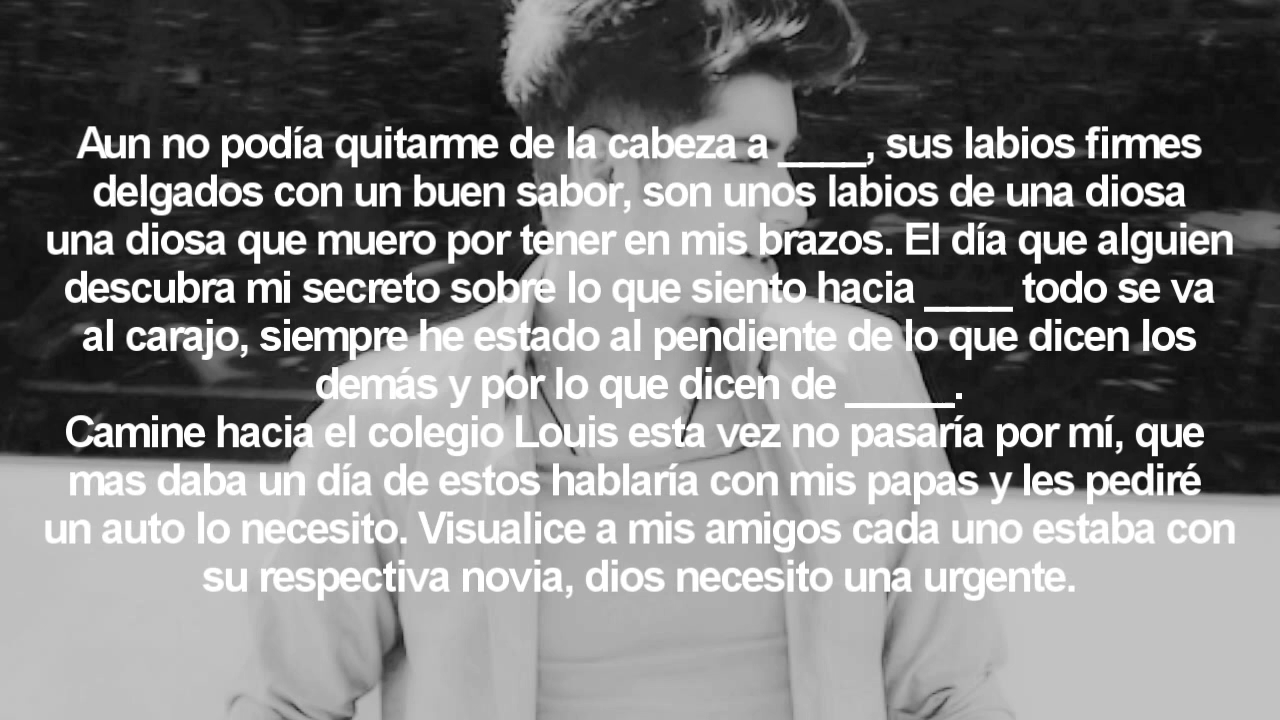 Aun no podía quitarme de la cabeza a ____, sus labios firmes
delgados con un buen sabor, son unos labios de una diosa
una diosa que muero por tener en mis brazos. El día que alguien
descubra mi secreto sobre lo que siento hacia ____ todo se va
al carajo, siempre he estado al pendiente de lo que dicen los
demás y por lo que dicen de _____.
Camine hacia el colegio Louis esta vez no pasaría por mí, que
mas daba un día de estos hablaría con mis papas y les pediré
un auto lo necesito. Visualice a mis amigos cada uno estaba con
su respectiva novia, dios necesito una urgente.